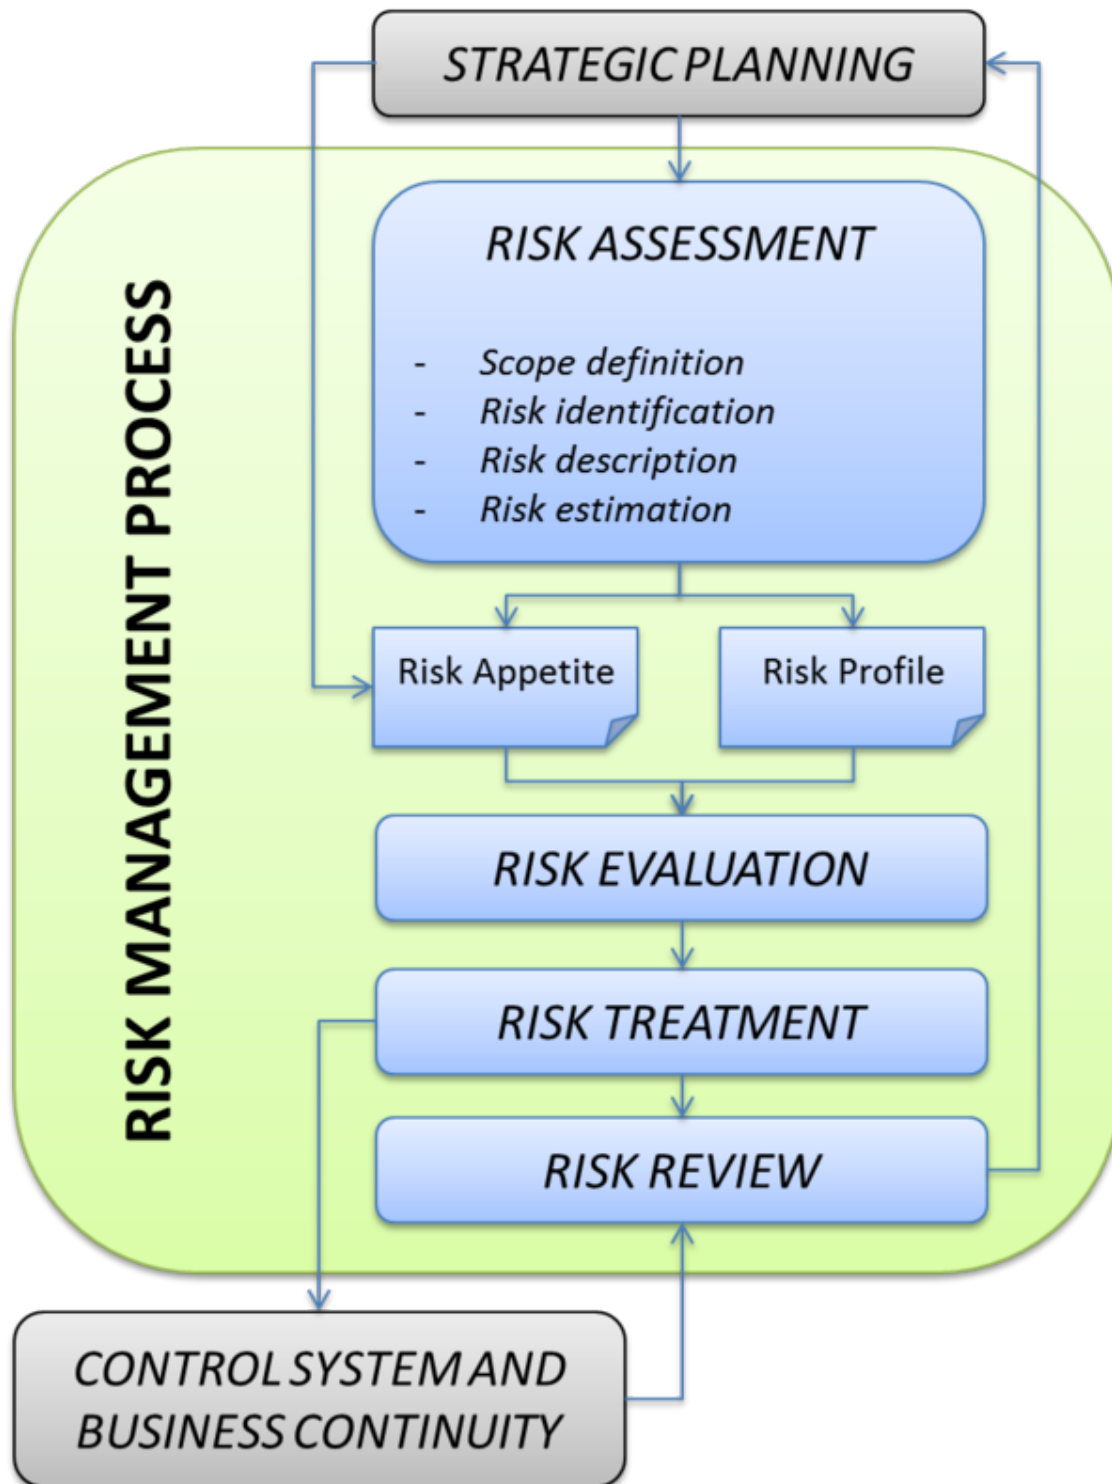 STRATEGIC PLANNING
RISK MANAGEMENT PROCESS
RISK ASSESSMENT
- Scope definition
- Risk identification
- Risk description
- Risk estimation
Risk Appetite
Risk Profile
RISK EVALUATION
RISK TREATMENT
RISK REVIEW
CONTROL SYSTEM AND
BUSINESS CONTINUITY